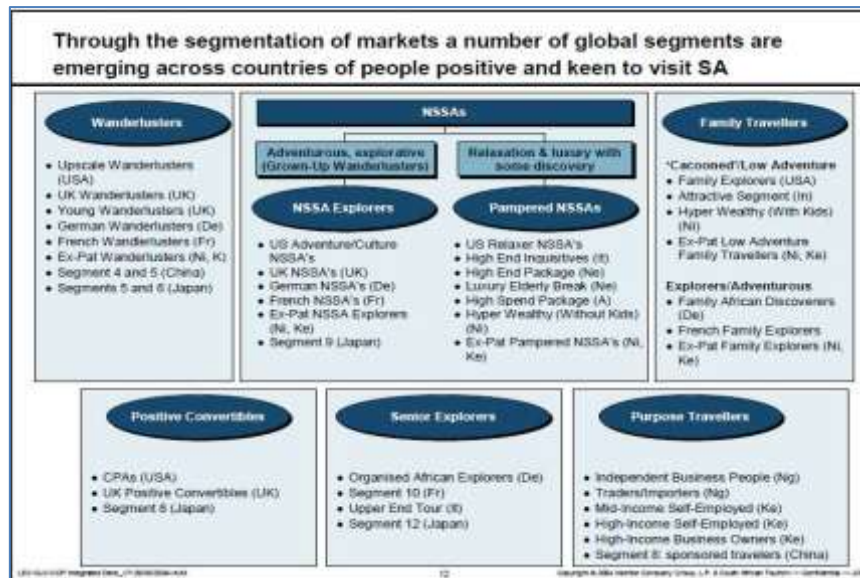 Through the segmentation of markets a number of global segments are
emerging across countries of people positive and keen to visit SA
Wanderlusters
• Upscale Wanderlusters
(USA)
• UK Wanderlusters (UK)
• Young Wanderlusters (UK)
• German Wanderlusters (De)
• French Wanderlusters (Fr)
• Ex-Pat Wanderlusters (Ni, K)
• Segment 4 and 5 (China)
• Segments 5 and 6 (Japan)
NSSAs
Adventurous, explorative
(Grown-Up Wanderlusters)
Relaxation & luxury with
some discovery
NSSA Explorers
• US Adventure/Culture
NSSA's
• UK NSSA's (UK)
• German NSSA's (De)
• French NSSA's (Fr)
• Ex-Pat NSSA Explorers
(Ni, Ke)
• Segment 9 (Japan)
Pampered NSSAs
• US Relaxer NSSA's
• High End Inquisitives (It)
• High End Package (Ne)
• Luxury Elderly Break (Ne)
• High Spend Package (A)
• Hyper Wealthy (Without Kids)
(Ni)
• Ex-Pat Pampered NSSA's (Ni,
Ke)
Family Travellers
'Cacooned'/Low Adventure
• Family Explorers (USA)
• Attractive Segment (In)
• Hyper Wealthy (With Kids)
(Ni)
• Ex-Pat Low Adventure
Family Travellers (Ni, Ke)
Explorers/Adventurous
• Family African Discoverers
(De)
• French Family Explorers
• Ex-Pat Family Explorers (Ni,
Ke)
Positive Convertibles
• CPAs (USA)
• UK Positive Convertibles (UK)
• Segment 6 (Japan)
Senior Explorers
• Organised African Explorers (De)
• Segment 10 (Fr)
• Upper End Tour (It)
• Segment 12 (Japan)
Purpose Travellers
• Independent Business People (Ng)
• Traders/Importers (Ng)
• Mid-Income Self-Employed (Ke)
• High-Income Self-Employed (Ke)
• High-Income Business Owners (Ke)
• Segment 8: sponsored travelers (China)
12
Copyright © 2004 Monitor Company Group, L.P. & South African Tourism — Confidential